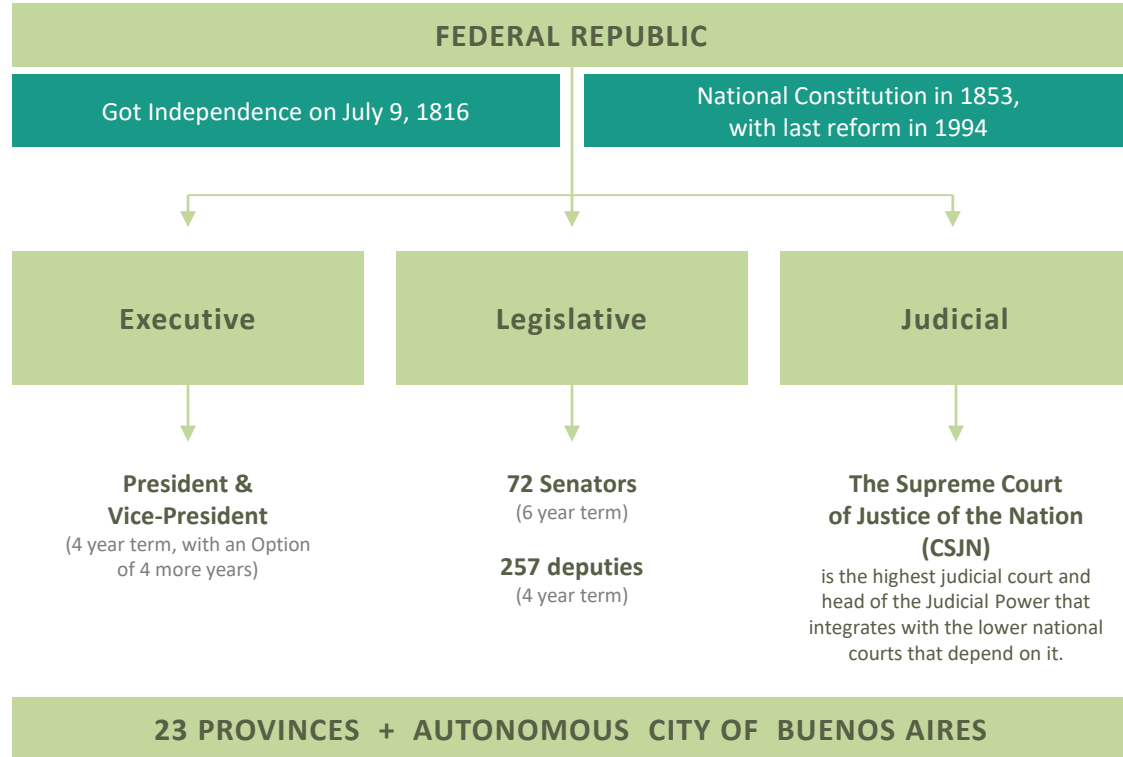 FEDERAL REPUBLIC
Got Independence on July 9, 1816
National Constitution in 1853,
with last reform in 1994
Executive
Legislative
Judicial
President &
Vice-President
(4 year term, with an Option
of 4 more years)
72 Senators
(6 year term)
257 deputies
(4 year term)
The Supreme Court
of Justice of the Nation
(CSJN)
is the highest judicial court and
head of the Judicial Power that
integrates with the lower national
courts that depend on it.
23 PROVINCES + AUTONOMOUS CITY OF BUENOS AIRES